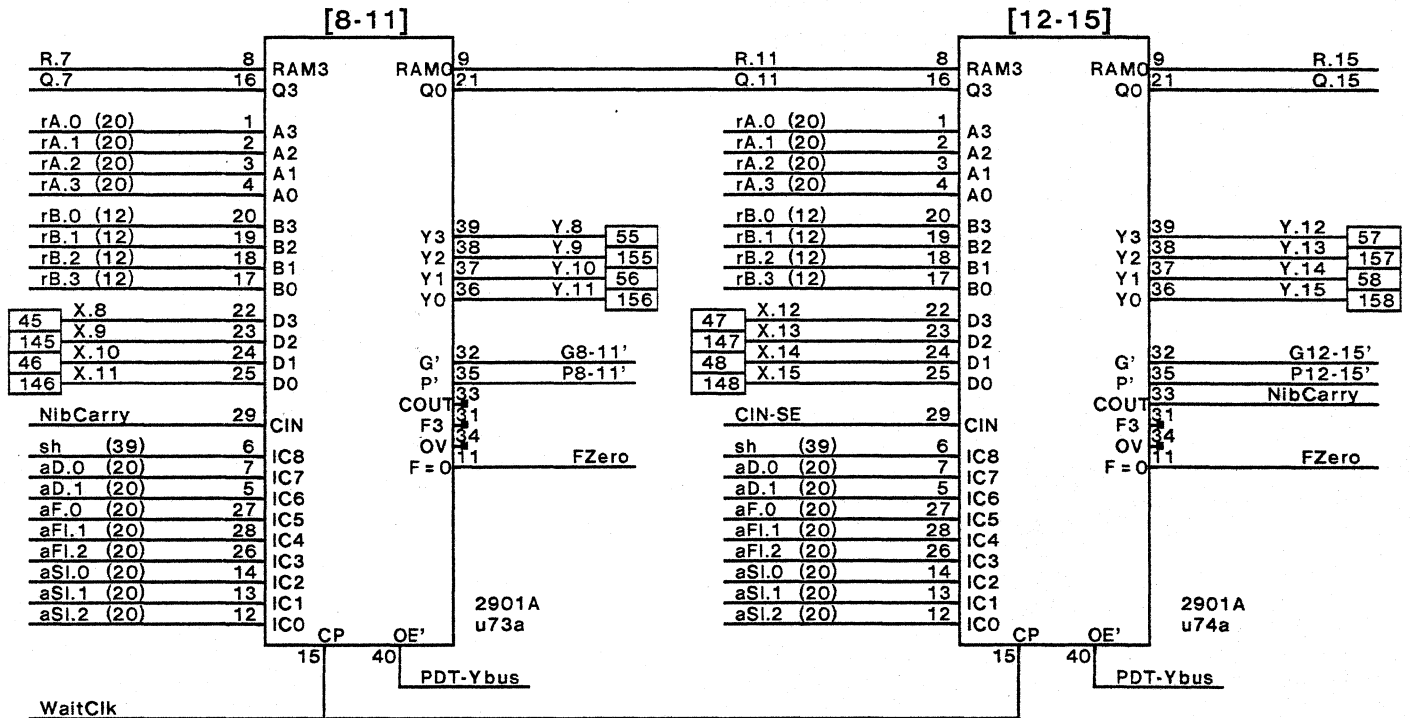 [8-11] [12-15]
R.7 8 RAM3 RAM0 9 R.11 8 RAM3 RAM0 9 R.15
Q.7 16 Q3 Q0 21 Q.11 16 Q3 Q0 21 Q.15
rA.0 (20) 1 A3 rA.0 (20) 1 A3
rA.1 (20) 2 A2 rA.1 (20) 2 A2
rA.2 (20) 3 A1 rA.2 (20) 3 A1
rA.3 (20) 4 A0 rA.3 (20) 4 A0
rB.0 (12) 20 B3 Y3 39 Y.8 55 rB.0 (12) 20 B3 Y3 39 Y.12 57
rB.1 (12) 19 B2 Y2 38 Y.9 155 rB.1 (12) 19 B2 Y2 38 Y.13 157
rB.2 (12) 18 B1 Y1 37 Y.10 56 rB.2 (12) 18 B1 Y1 37 Y.14 58
rB.3 (12) 17 B0 Y0 36 Y.11 156 rB.3 (12) 17 B0 Y0 36 Y.15 158
45 X.8 22 D3 47 X.12 22 D3
145 X.9 23 D2 147 X.13 23 D2
46 X.10 24 D1 G' 32 G8-11' 48 X.14 24 D1 G' 32 G12-15'
146 X.11 25 D0 P' 35 P8-11' 148 X.15 25 D0 P' 35 P12-15'
COUT 33 COUT 33 NibCarry
NibCarry 29 CIN F3 31 CIN-SE 29 CIN F3 31
OV 34 OV 34
sh (39) 6 IC8 F=0 11 FZero sh (39) 6 IC8 F=0 11 FZero
aD.0 (20) 7 IC7 aD.0 (20) 7 IC7
aD.1 (20) 5 IC6 aD.1 (20) 5 IC6
aF.0 (20) 27 IC5 aF.0 (20) 27 IC5
aFl.1 (20) 28 IC4 aFl.1 (20) 28 IC4
aFl.2 (20) 26 IC3 aFl.2 (20) 26 IC3
aSl.0 (20) 14 IC2 aSl.0 (20) 14 IC2
aSl.1 (20) 13 IC1 2901A aSl.1 (20) 13 IC1 2901A
aSl.2 (20) 12 IC0 u73a aSl.2 (20) 12 IC0 u74a
CP OE' CP OE'
15 40 15 40
PDT-Ybus PDT-Ybus
WaitClk